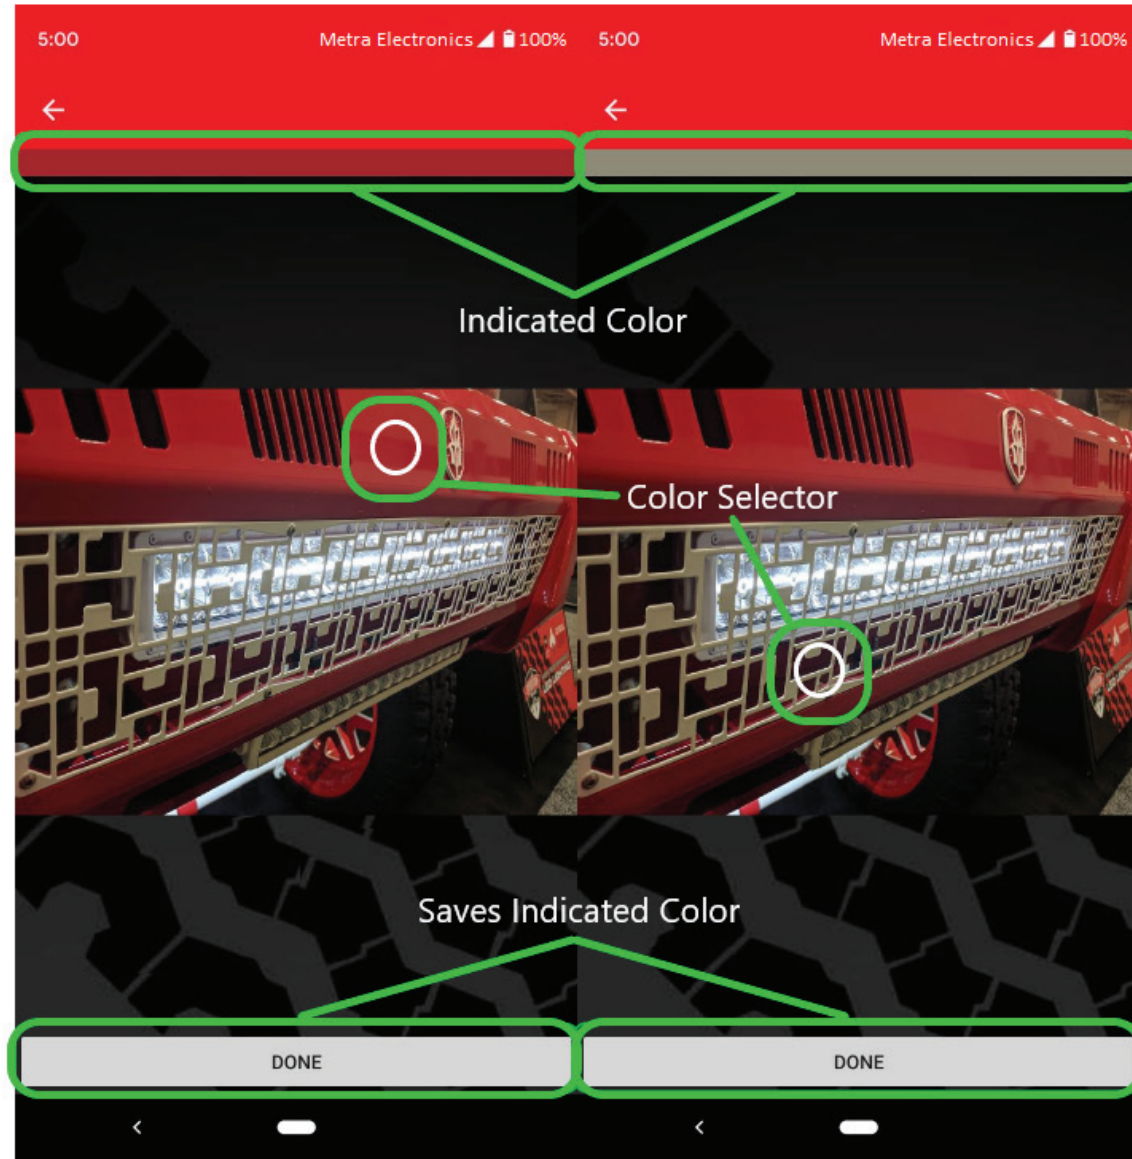 5:00 Metra Electronics 100%
5:00 Metra Electronics 100%
Indicated Color
Color Selector
Saves Indicated Color
DONE
DONE